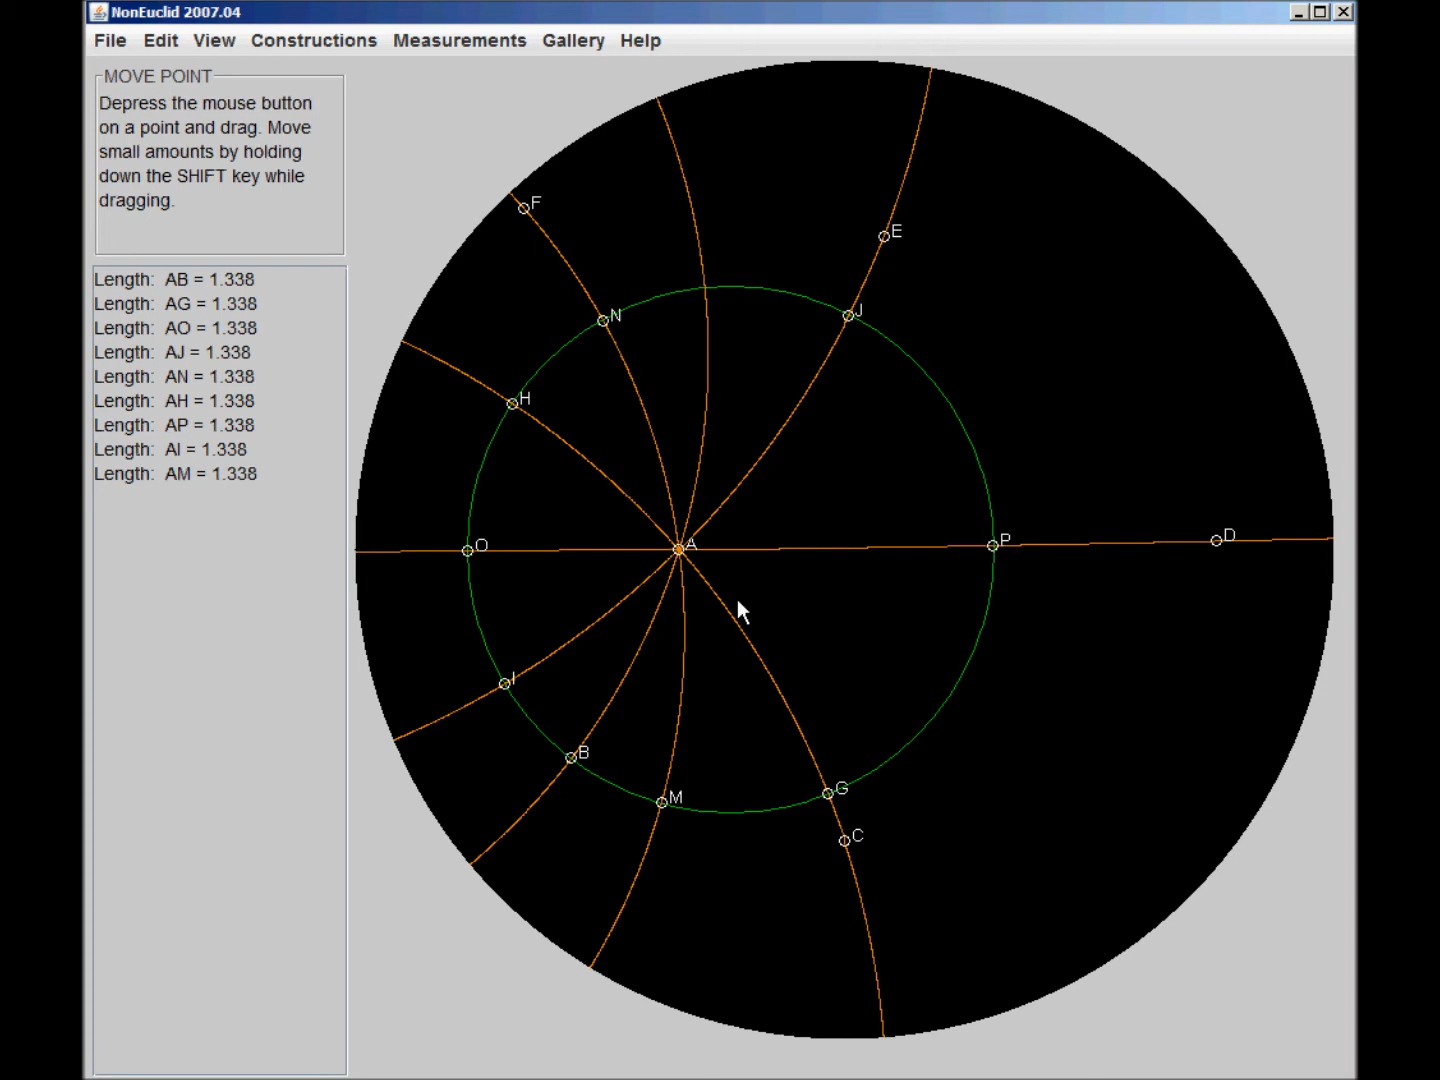 NonEuclid 2007.04
File Edit View Constructions Measurements Gallery Help
MOVE POINT
Depress the mouse button
on a point and drag. Move
small amounts by holding
down the SHIFT key while
dragging.
Length: AB = 1.338
Length: AG = 1.338
Length: AO = 1.338
Length: AJ = 1.338
Length: AN = 1.338
Length: AH = 1.338
Length: AP = 1.338
Length: AI = 1.338
Length: AM = 1.338
F
E
N
J
H
D
P
O
A
I
B
M
G
C